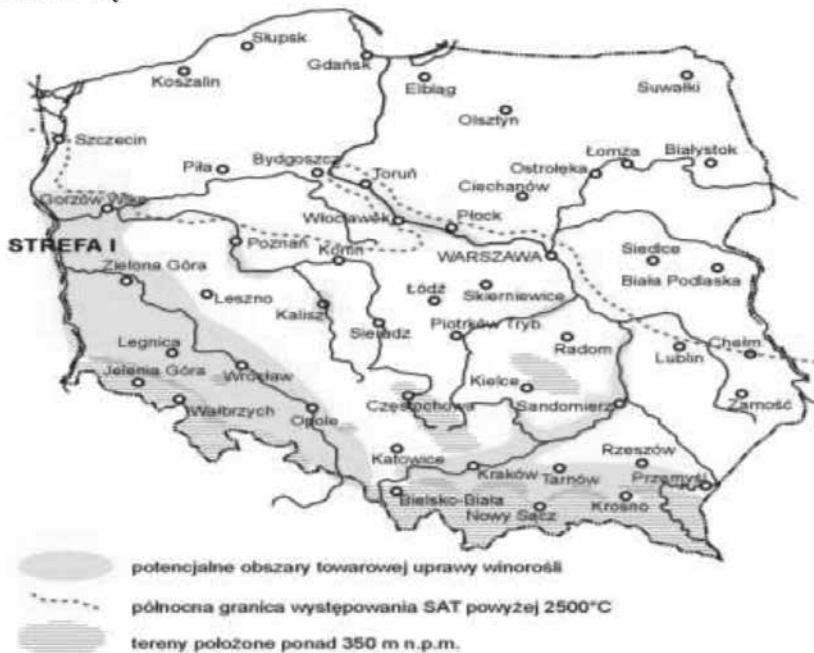 Słupsk
Gdańsk
Koszalin
Elbląg
Suwałki
Olsztyn
Szczecin
Łomża
Białystok
Piła
Bydgoszcz
Toruń
Ostrołęka
Ciechanów
Gorzów Wlkp
Włocławek
Płock
STREFA I
Poznań
Konin
WARSZAWA
Siedlce
Zielona Góra
Biała Podlaska
Leszno
Kalisz
Łódź
Skierniewice
Sieradz
Piotrków Tryb.
Radom
Legnica
Lublin
Chełm
Jelenia Góra
Wrocław
Kielce
Wałbrzych
Opole
Częstochowa
Sandomierz
Zamość
Katowice
Rzeszów
Kraków
Tarnów
Przemyśl
Bielsko-Biała
Nowy Sącz
Krosno
potencjalne obszary towarowej uprawy winorośli
północna granica występowania SAT powyżej 2500°C
tereny położone ponad 350 m n.p.m.